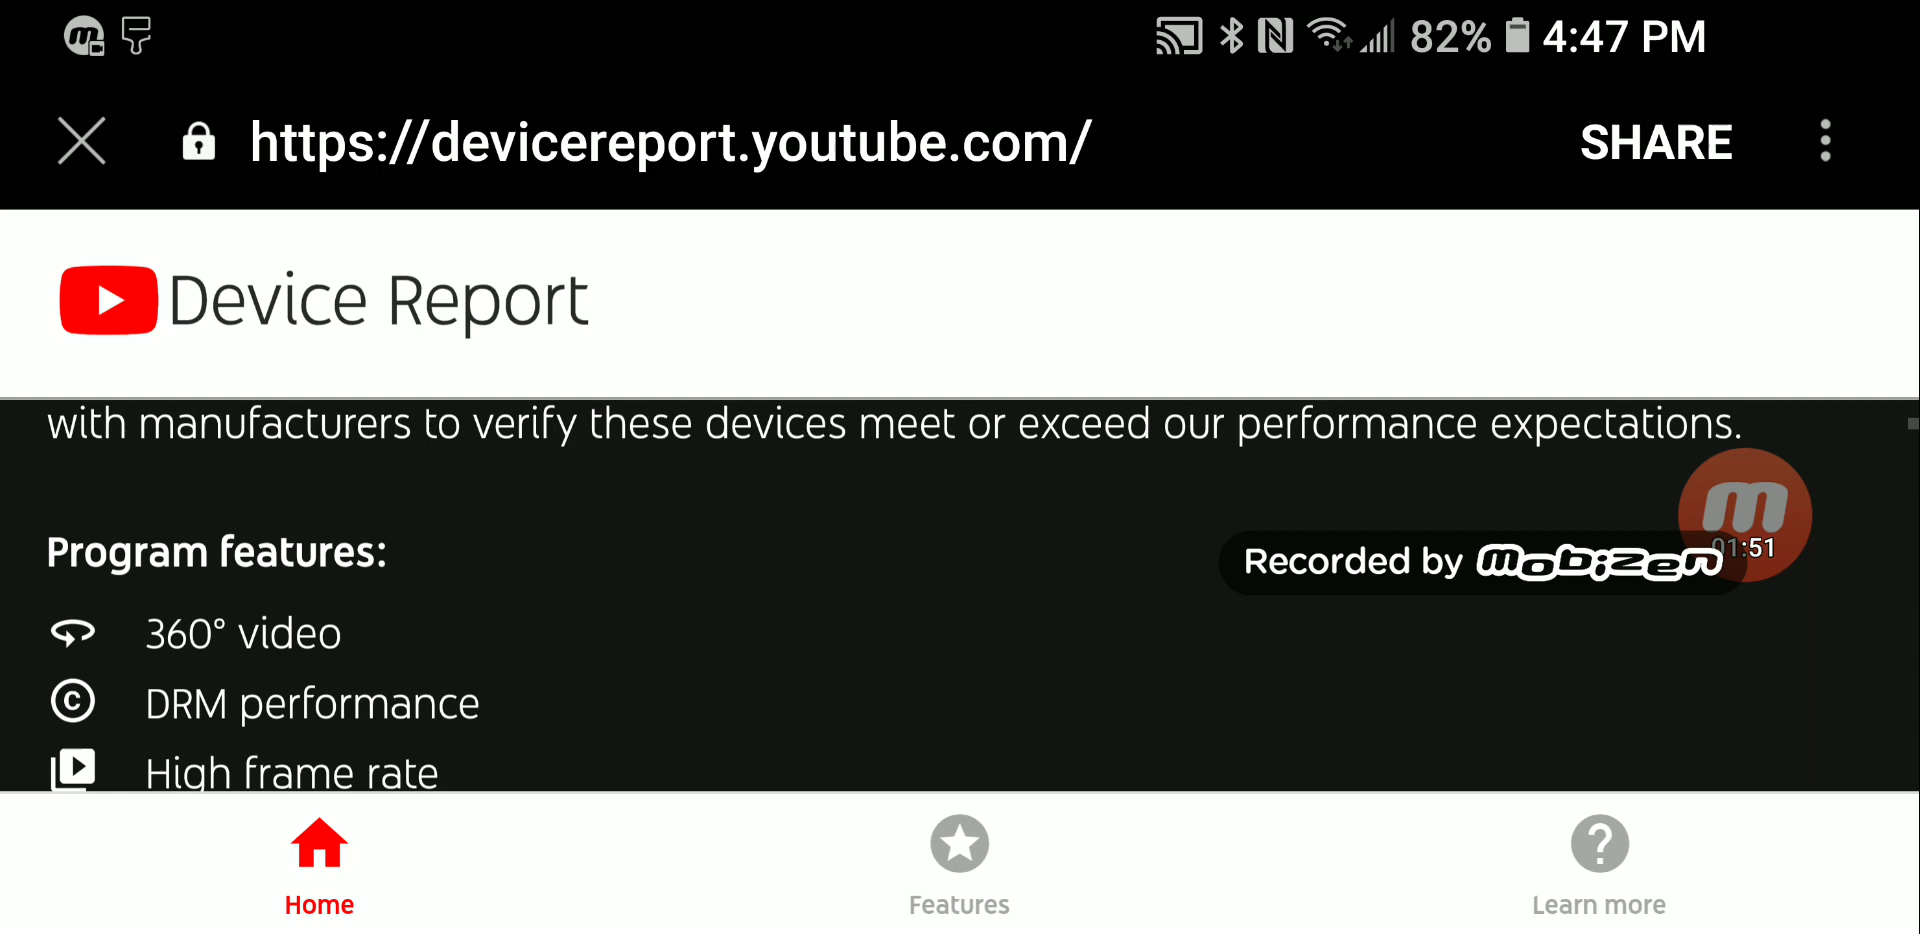 82% 4:47 PM
https://devicereport.youtube.com/ SHARE
Device Report
with manufacturers to verify these devices meet or exceed our performance expectations.
01:51
Recorded by mobizen
Program features:
360° video
DRM performance
High frame rate
Home Features Learn more